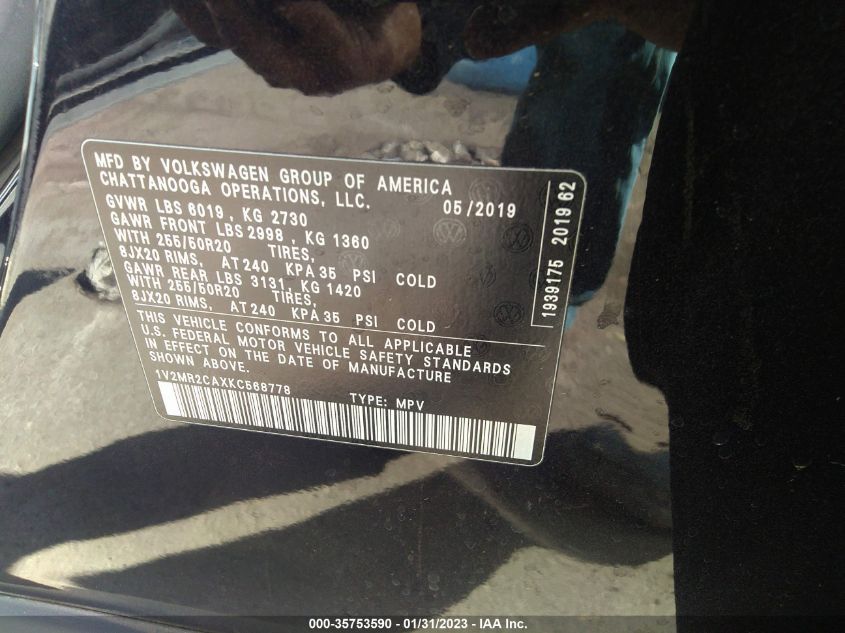 MFD BY VOLKSWAGEN GROUP OF AMERICA
CHATTANOOGA OPERATIONS, LLC. 05/2019
GVWR LBS 6019, KG 2730
GAWR FRONT LBS 2998, KG 1360
WITH 255/50R20 TIRES,
8JX20 RIMS, AT 240 KPA 35 PSI COLD
GAWR REAR LBS 3131, KG 1420
WITH 255/50R20 TIRES,
8JX20 RIMS, AT 240 KPA 35 PSI COLD
THIS VEHICLE CONFORMS TO ALL APPLICABLE
U.S. FEDERAL MOTOR VEHICLE SAFETY STANDARDS
IN EFFECT ON THE DATE OF MANUFACTURE
SHOWN ABOVE.
1V2MR2CAXKC568778
TYPE: MPV
1939175 2019 62
000-35753590 — 01/31/2023 — IAA Inc.